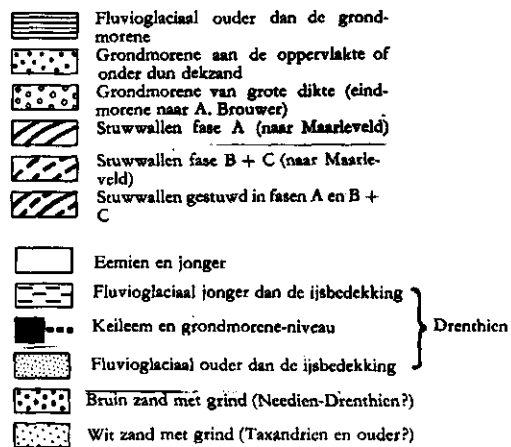 Fluvioglaciaal ouder dan de grond-
morene
Grondmorene aan de oppervlakte of
onder dun dekzand
Grondmorene van grote dikte (eind-
morene naar A. Brouwer)
Stuwwallen fase A (naar Maarleveld)
Stuwwallen fase B + C (naar Maarle-
veld)
Stuwwallen gestuwd in fasen A en B +
C
Eemien en jonger
Fluvioglaciaal jonger dan de ijsbedekking
Keileem en grondmorene-niveau
Drenthien
Fluvioglaciaal ouder dan de ijsbedekking
Bruin zand met grind (Needien-Drenthien?)
Wit zand met grind (Taxandrien en ouder?)